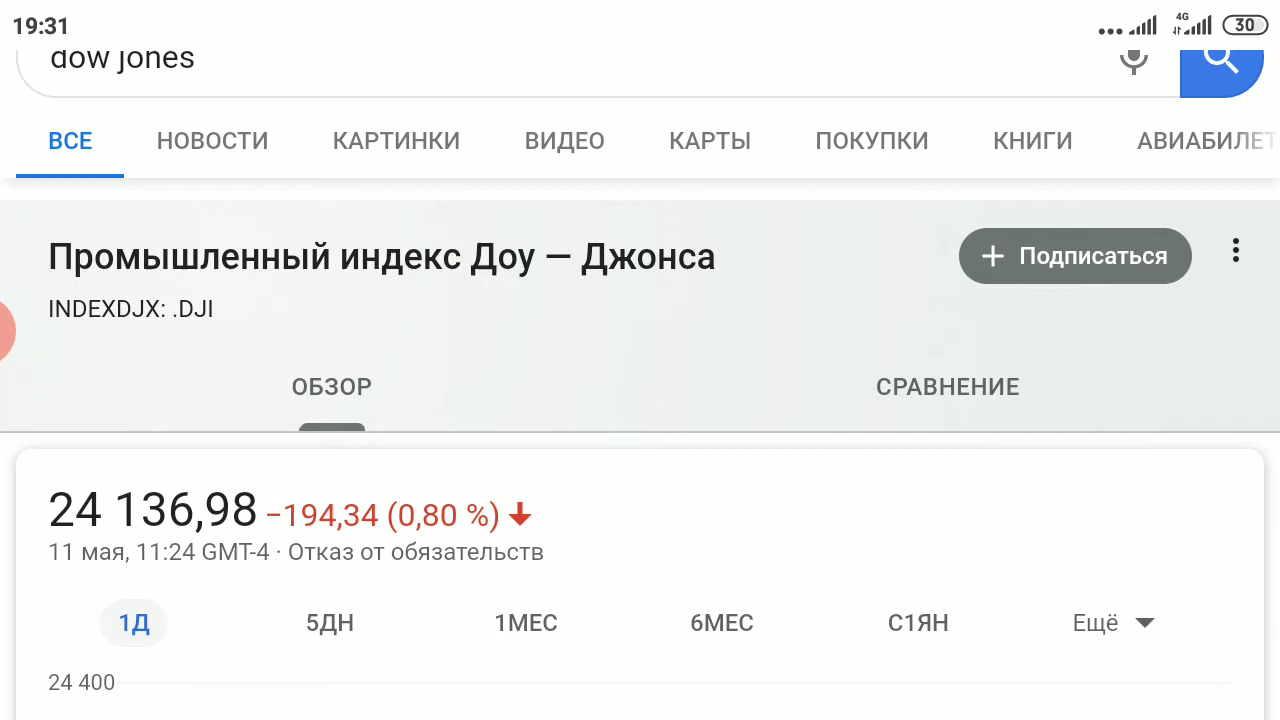 19:31
4G
30
dow jones
ВСЕ НОВОСТИ КАРТИНКИ ВИДЕО КАРТЫ ПОКУПКИ КНИГИ АВИАБИЛЕТ
Промышленный индекс Доу — Джонса
+ Подписаться
INDEXDJX: .DJI
ОБЗОР СРАВНЕНИЕ
24 136,98 −194,34 (0,80 %)
11 мая, 11:24 GMT-4 · Отказ от обязательств
1Д 5ДН 1МЕС 6МЕС С1ЯН Ещё
24 400